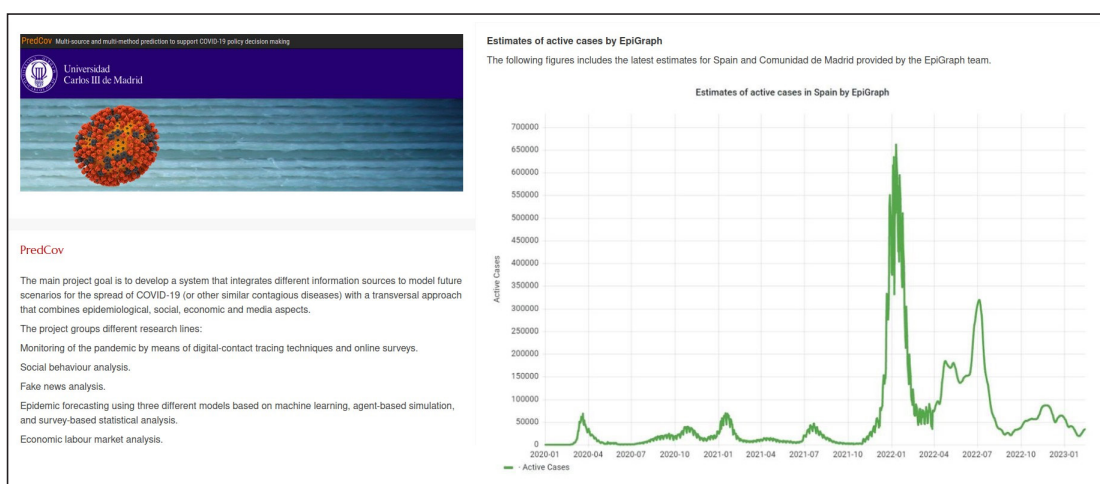 PredCov Multi-source and multi-method prediction to support COVID-19 policy decision making
Universidad
Carlos III de Madrid
PredCov
The main project goal is to develop a system that integrates different information sources to model future
scenarios for the spread of COVID-19 (or other similar contagious diseases) with a transversal approach
that combines epidemiological, social, economic and media aspects.
The project groups different research lines:
Monitoring of the pandemic by means of digital-contact tracing techniques and online surveys.
Social behaviour analysis.
Fake news analysis.
Epidemic forecasting using three different models based on machine learning, agent-based simulation,
and survey-based statistical analysis.
Economic labour market analysis.
Estimates of active cases by EpiGraph
The following figures includes the latest estimates for Spain and Comunidad de Madrid provided by the EpiGraph team.
Estimates of active cases in Spain by EpiGraph
700000
650000
600000
550000
500000
450000
400000
350000
300000
250000
200000
150000
100000
50000
0
Active Cases
2020-01 2020-04 2020-07 2020-10 2021-01 2021-04 2021-07 2021-10 2022-01 2022-04 2022-07 2022-10 2023-01
- Active Cases